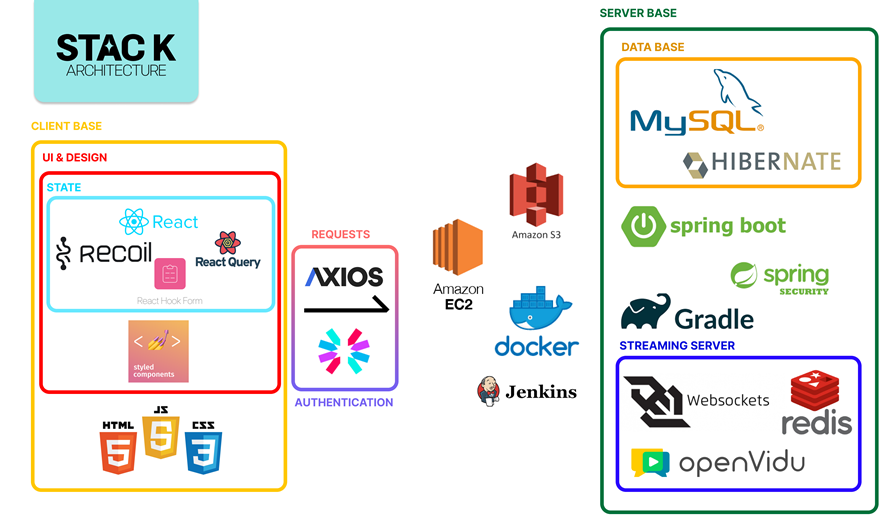 STACK
ARCHITECTURE
CLIENT BASE
UI & DESIGN
STATE
React
RECOIL
React Query
React Hook Form
< >
styled
components
HTML
5
JS
5
CSS
3
REQUESTS
AXIOS
AUTHENTICATION
Amazon S3
Amazon
EC2
docker
Jenkins
SERVER BASE
DATA BASE
MySQL®
HIBERNATE
spring boot
spring
SECURITY
Gradle
STREAMING SERVER
Websockets
redis
openVidu